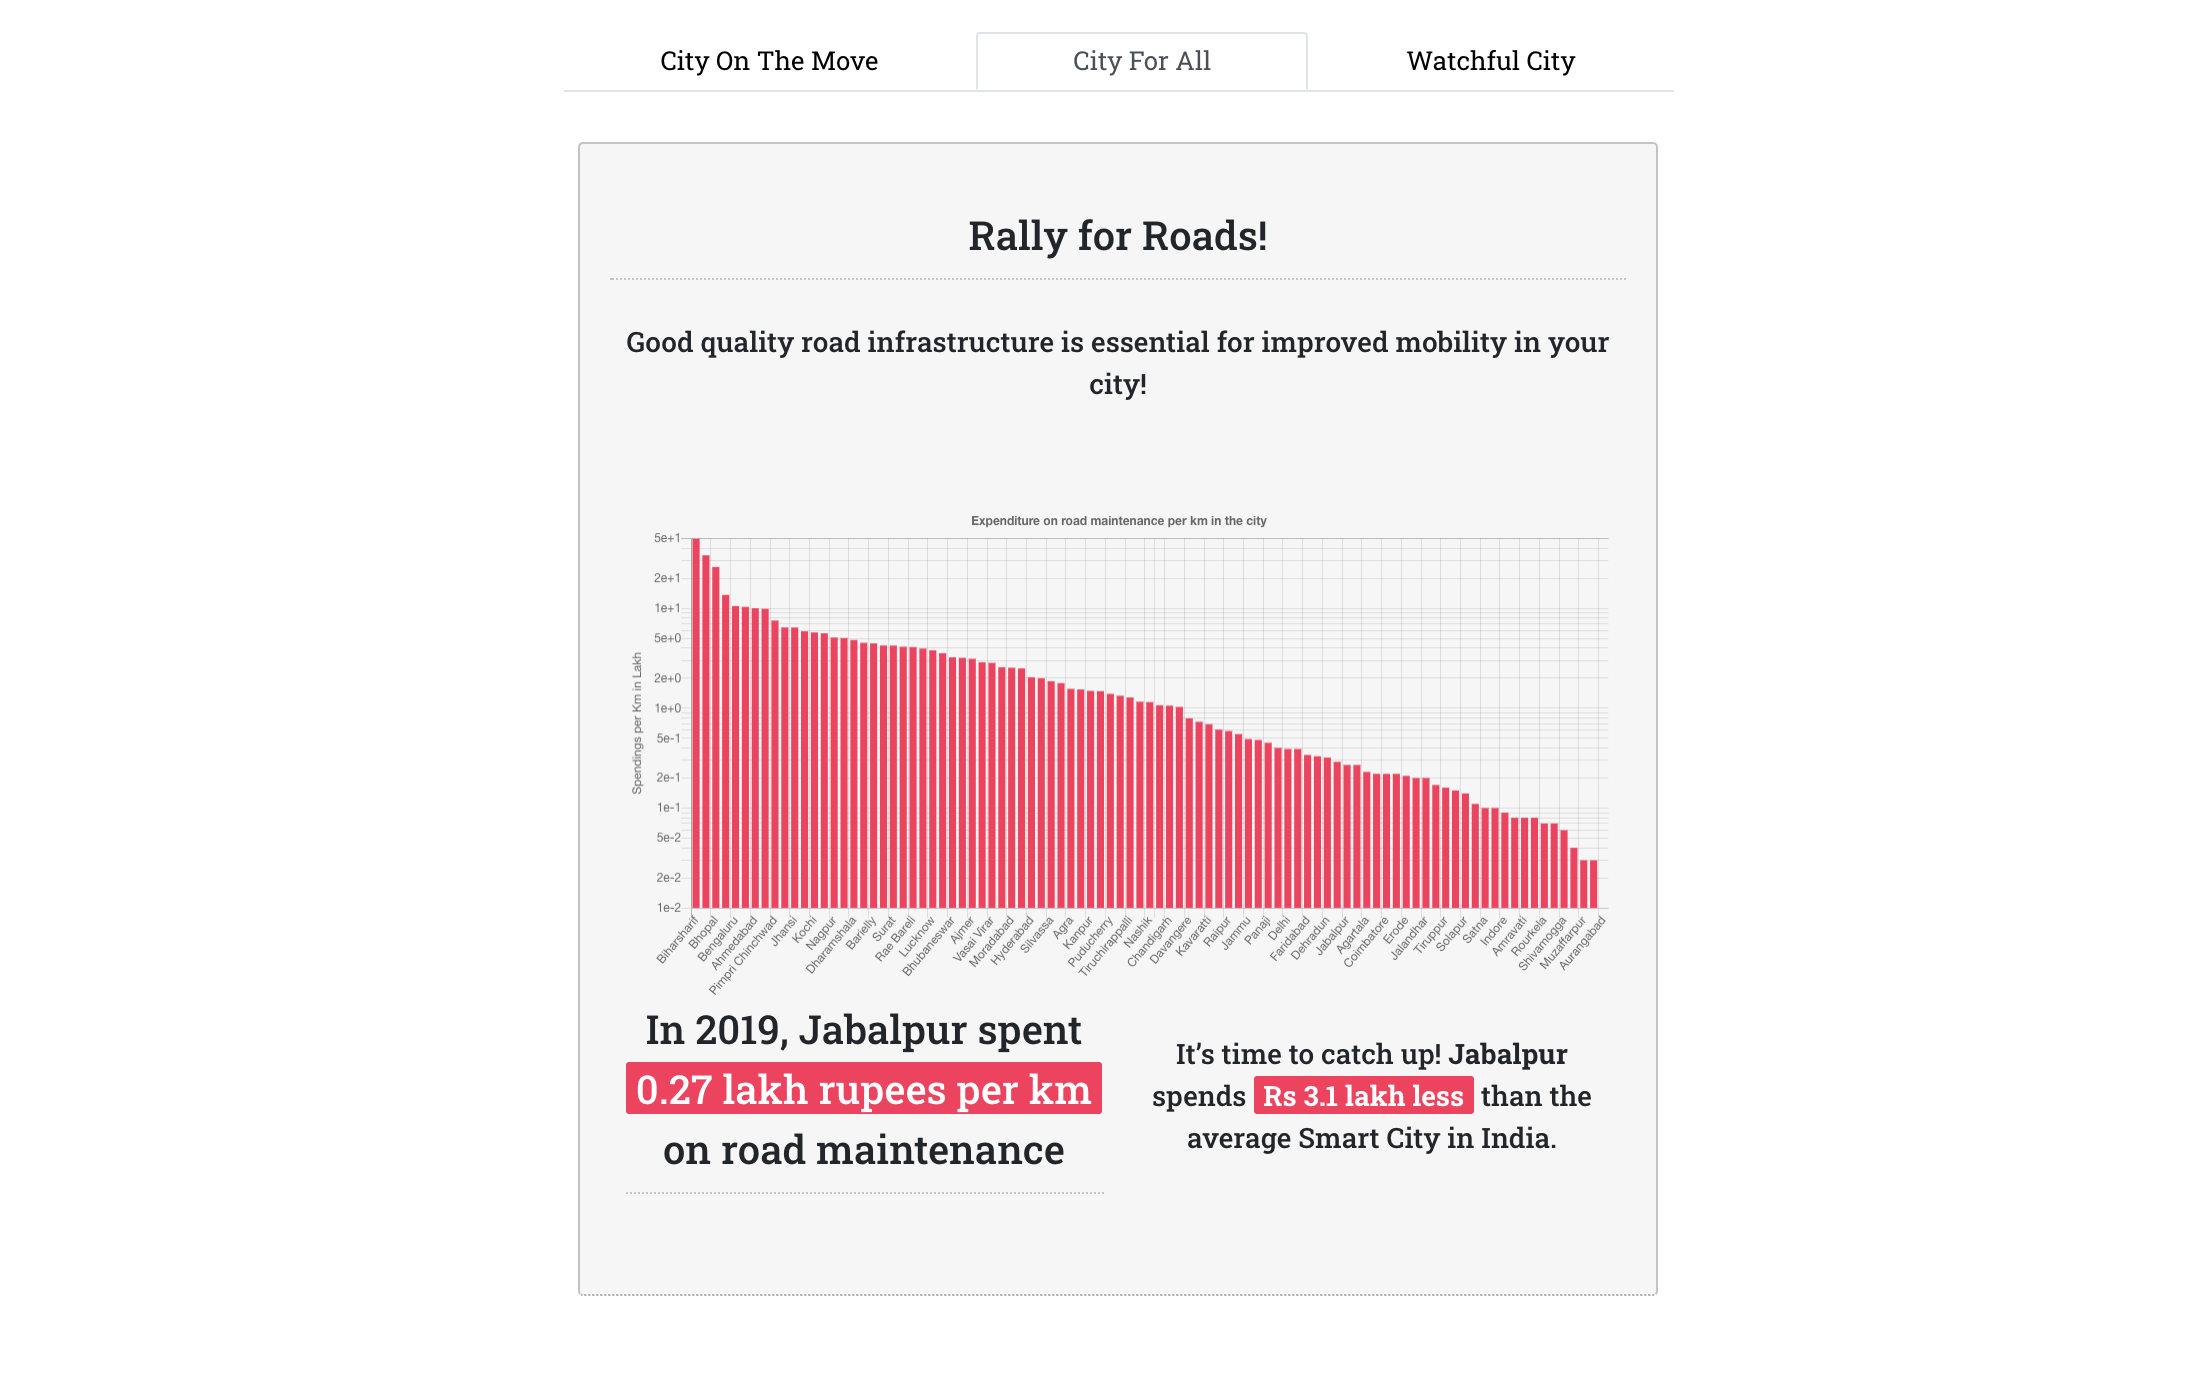 City On The Move
City For All
Watchful City
Rally for Roads!
Good quality road infrastructure is essential for improved mobility in your
city!
Expenditure on road maintenance per km in the city
Spendings per Km in Lakh
5e+1
2e+1
1e+1
5e+0
2e+0
1e+0
5e-1
2e-1
1e-1
5e-2
2e-2
1e-2
Biharsharif
Bhopal
Bengaluru
Ahmedabad
Pimpri Chinchwad
Jhansi
Kochi
Nagpur
Dharamshala
Barielly
Surat
Rae Bareli
Lucknow
Bhubaneswar
Ajmer
Vasai Virar
Moradabad
Hyderabad
Silvassa
Agra
Kanpur
Puducherry
Tiruchirappalli
Nashik
Chandigarh
Davangere
Kavaratti
Raipur
Jammu
Panaji
Delhi
Faridabad
Dehradun
Jabalpur
Agartala
Coimbatore
Erode
Jalandhar
Tiruppur
Solapur
Satna
Indore
Amravati
Rourkela
Shivamogga
Muzaffarpur
Aurangabad
In 2019, Jabalpur spent
0.27 lakh rupees per km
on road maintenance
It’s time to catch up! Jabalpur
spends Rs 3.1 lakh less than the
average Smart City in India.